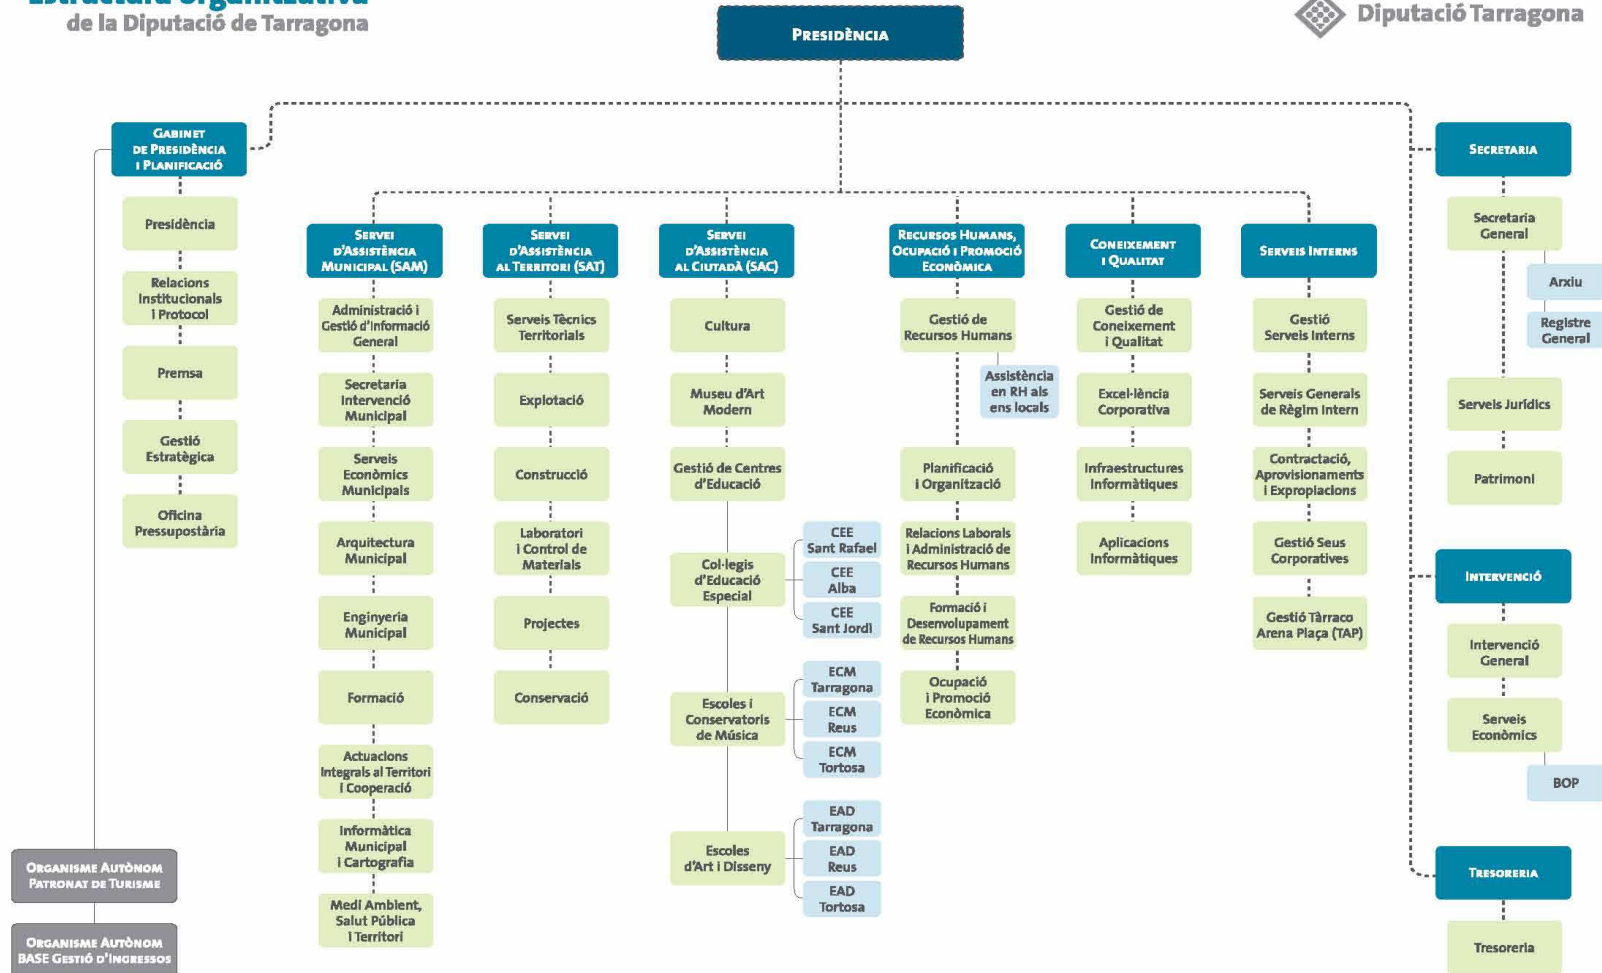 Estructura Organitzativa
de la Diputació de Tarragona
Diputació Tarragona
Presidència
Gabinet
de Presidència
i Planificació
Presidència
Relacions
Institucionals
i Protocol
Premsa
Gestió
Estratègica
Oficina
Pressupostària
Organisme Autònom
Patronat de Turisme
Organisme Autònom
BASE Gestió d'Ingressos
Servei
d'Assistència
Municipal (SAM)
Administració i
Gestió d'Informació
General
Secretaria
Intervenció
Municipal
Serveis
Econòmics
Municipals
Arquitectura
Municipal
Enginyeria
Municipal
Formació
Actuacions
Integrals al Territori
i Cooperació
Informàtica
Municipal
i Cartografia
Medi Ambient,
Salut Pública
i Territori
Servei
d'Assistència
al Territori (SAT)
Serveis Tècnics
Territorials
Explotació
Construcció
Laboratori
i Control de
Materials
Projectes
Conservació
Servei
d'Assistència
al Ciutadà (SAC)
Cultura
Museu d'Art
Modern
Gestió de Centres
d'Educació
Col·legis
d'Educació
Especial
CEE
Sant Rafael
CEE
Alba
CEE
Sant Jordi
Escoles i
Conservatoris
de Música
ECM
Tarragona
ECM
Reus
ECM
Tortosa
Escoles
d'Art i Disseny
EAD
Tarragona
EAD
Reus
EAD
Tortosa
Recursos Humans,
Ocupació i Promoció
Econòmica
Gestió de
Recursos Humans
Assistència
en RH als
ens locals
Planificació
i Organització
Relacions Laborals
i Administració de
Recursos Humans
Formació i
Desenvolupament
de Recursos Humans
Ocupació
i Promoció
Econòmica
Coneixement
i Qualitat
Gestió de
Coneixement
i Qualitat
Excel·lència
Corporativa
Infraestructures
Informàtiques
Aplicacions
Informàtiques
Serveis Interns
Gestió
Serveis Interns
Serveis Generals
de Règim Intern
Contractació,
Aprovisionaments
i Expropiacions
Gestió Seus
Corporatives
Gestió Tàrraco
Arena Plaça (TAP)
Secretaria
Secretaria
General
Arxiu
Registre
General
Serveis Jurídics
Patrimoni
Intervenció
Intervenció
General
Serveis
Econòmics
BOP
Tresoreria
Tresoreria